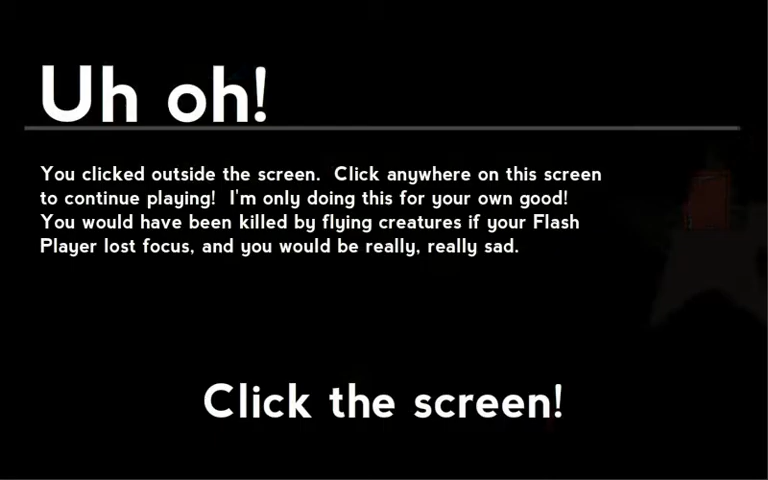 Uh oh!
You clicked outside the screen.  Click anywhere on this screen
to continue playing!  I'm only doing this for your own good!
You would have been killed by flying creatures if your Flash
Player lost focus, and you would be really, really sad.
Click the screen!